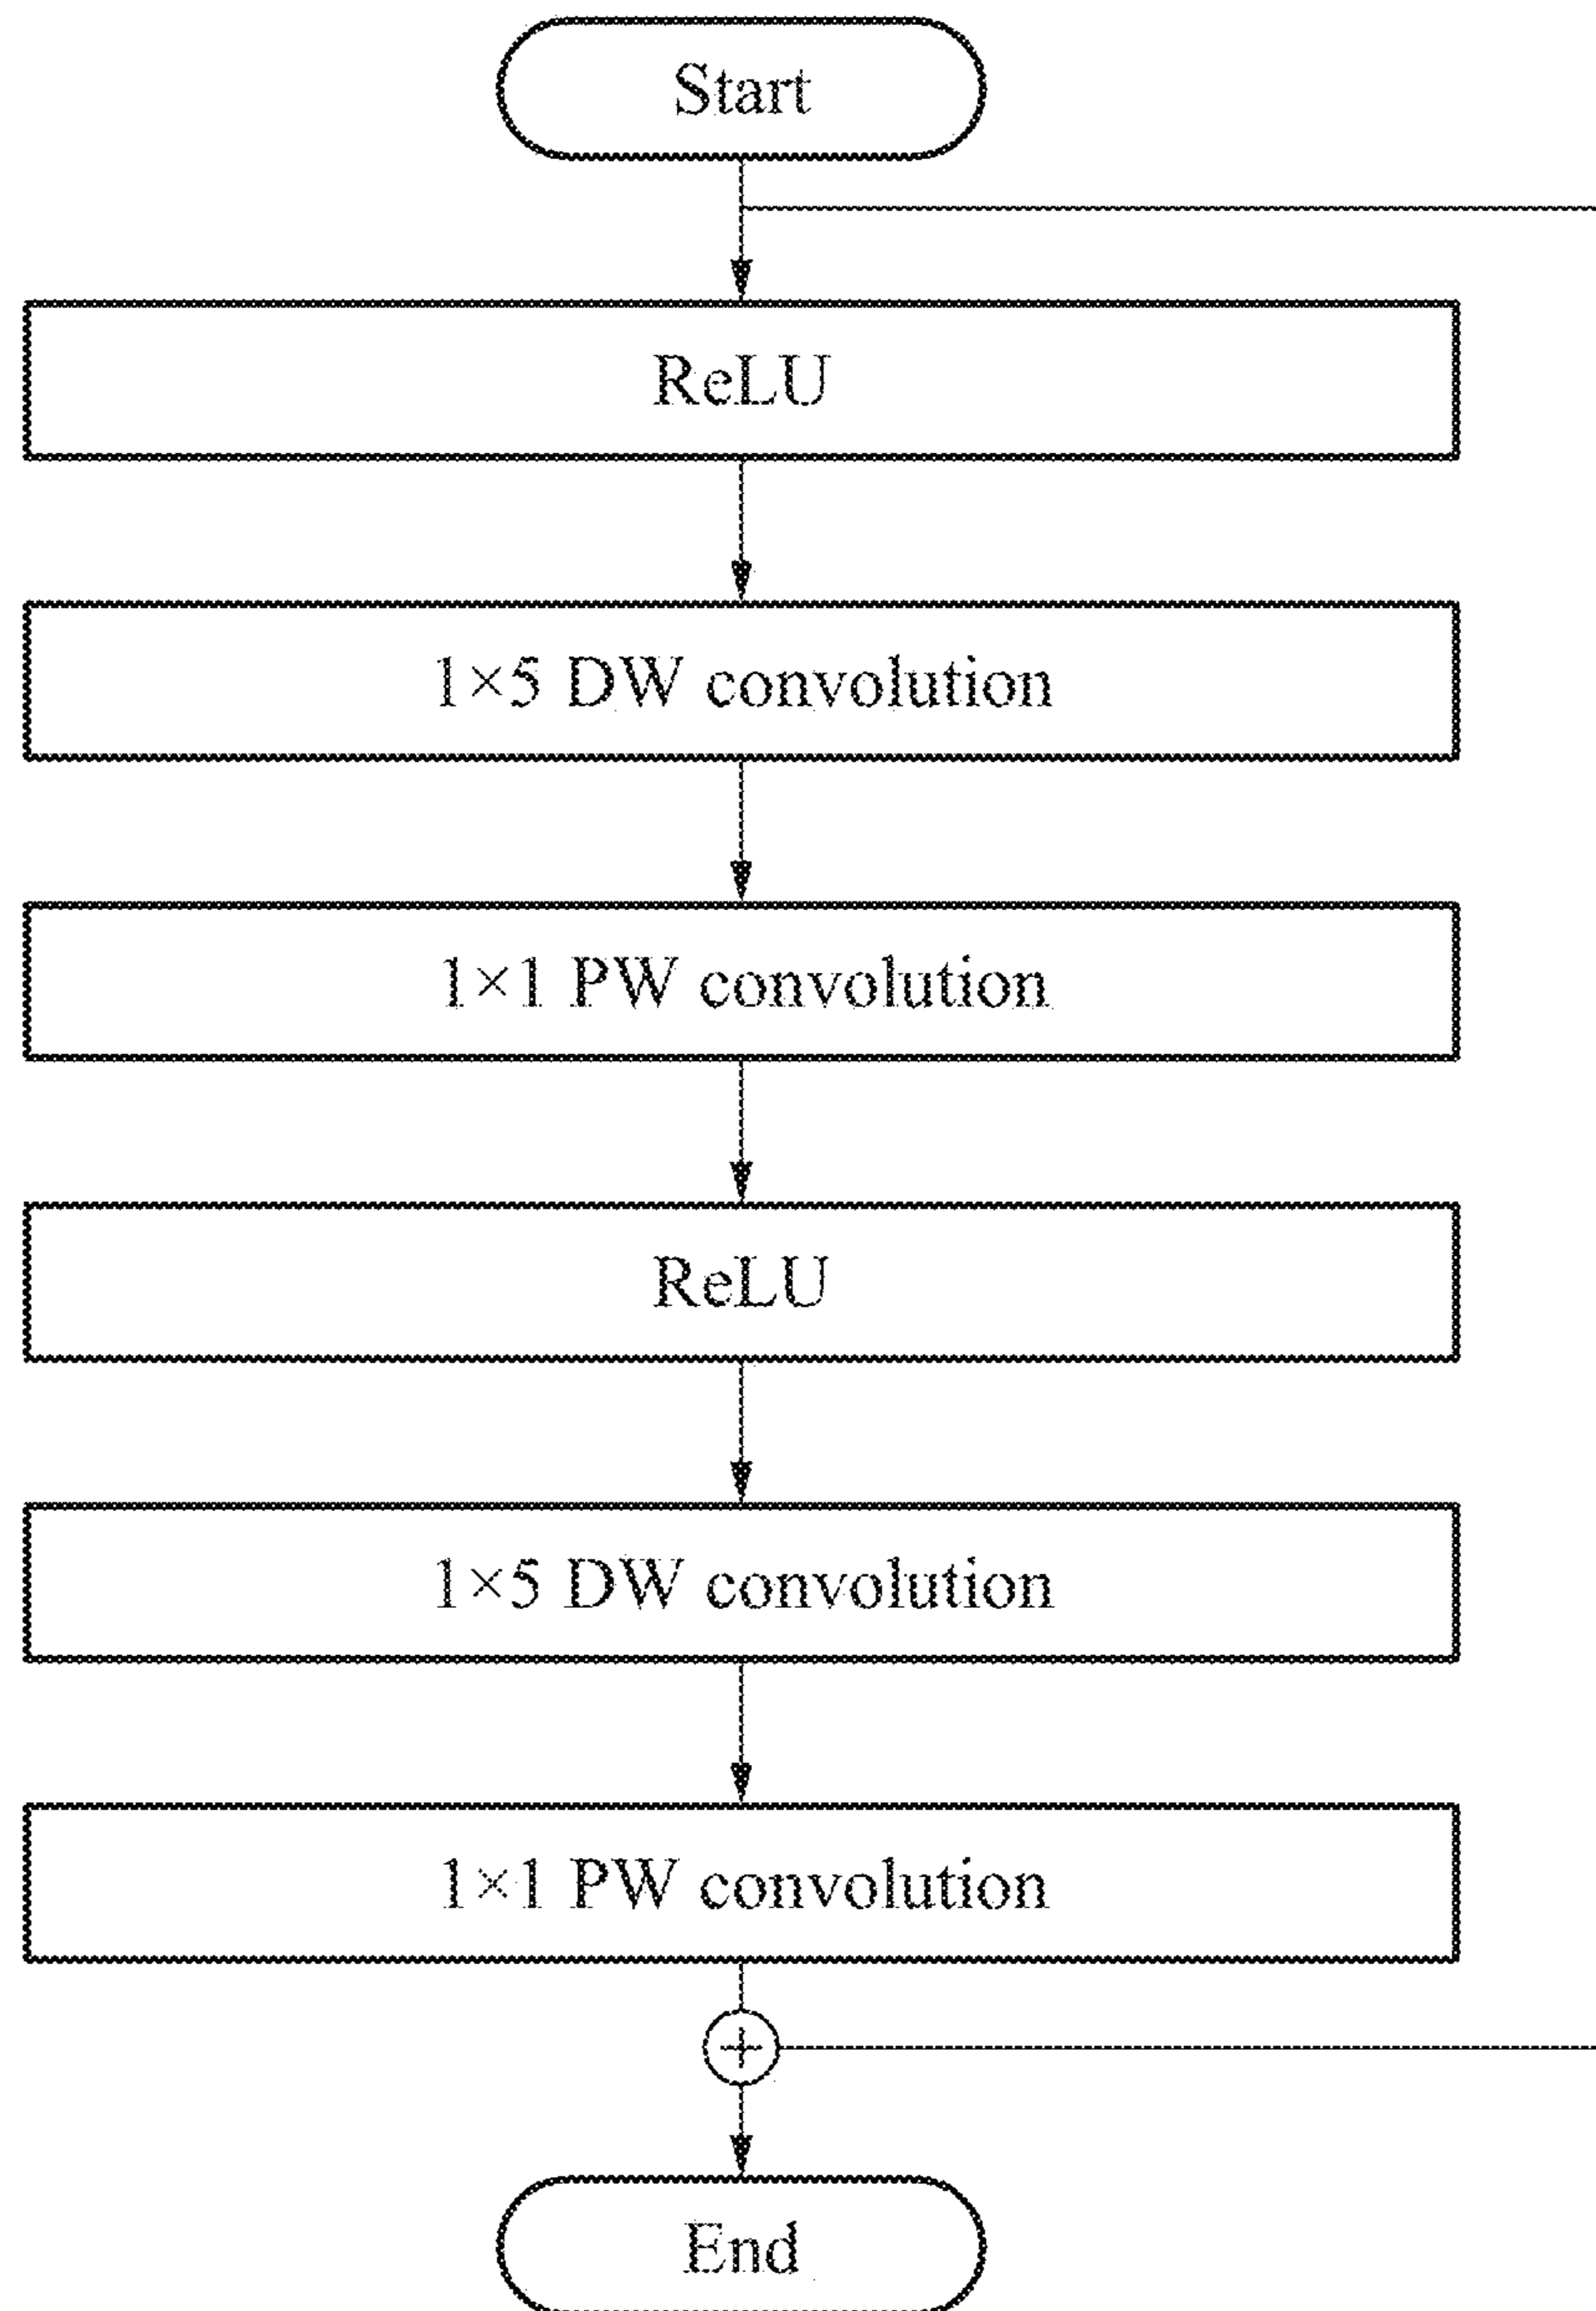 Start
ReLU
1×5 DW convolution
1×1 PW convolution
ReLU
1×5 DW convolution
1×1 PW convolution
+
End